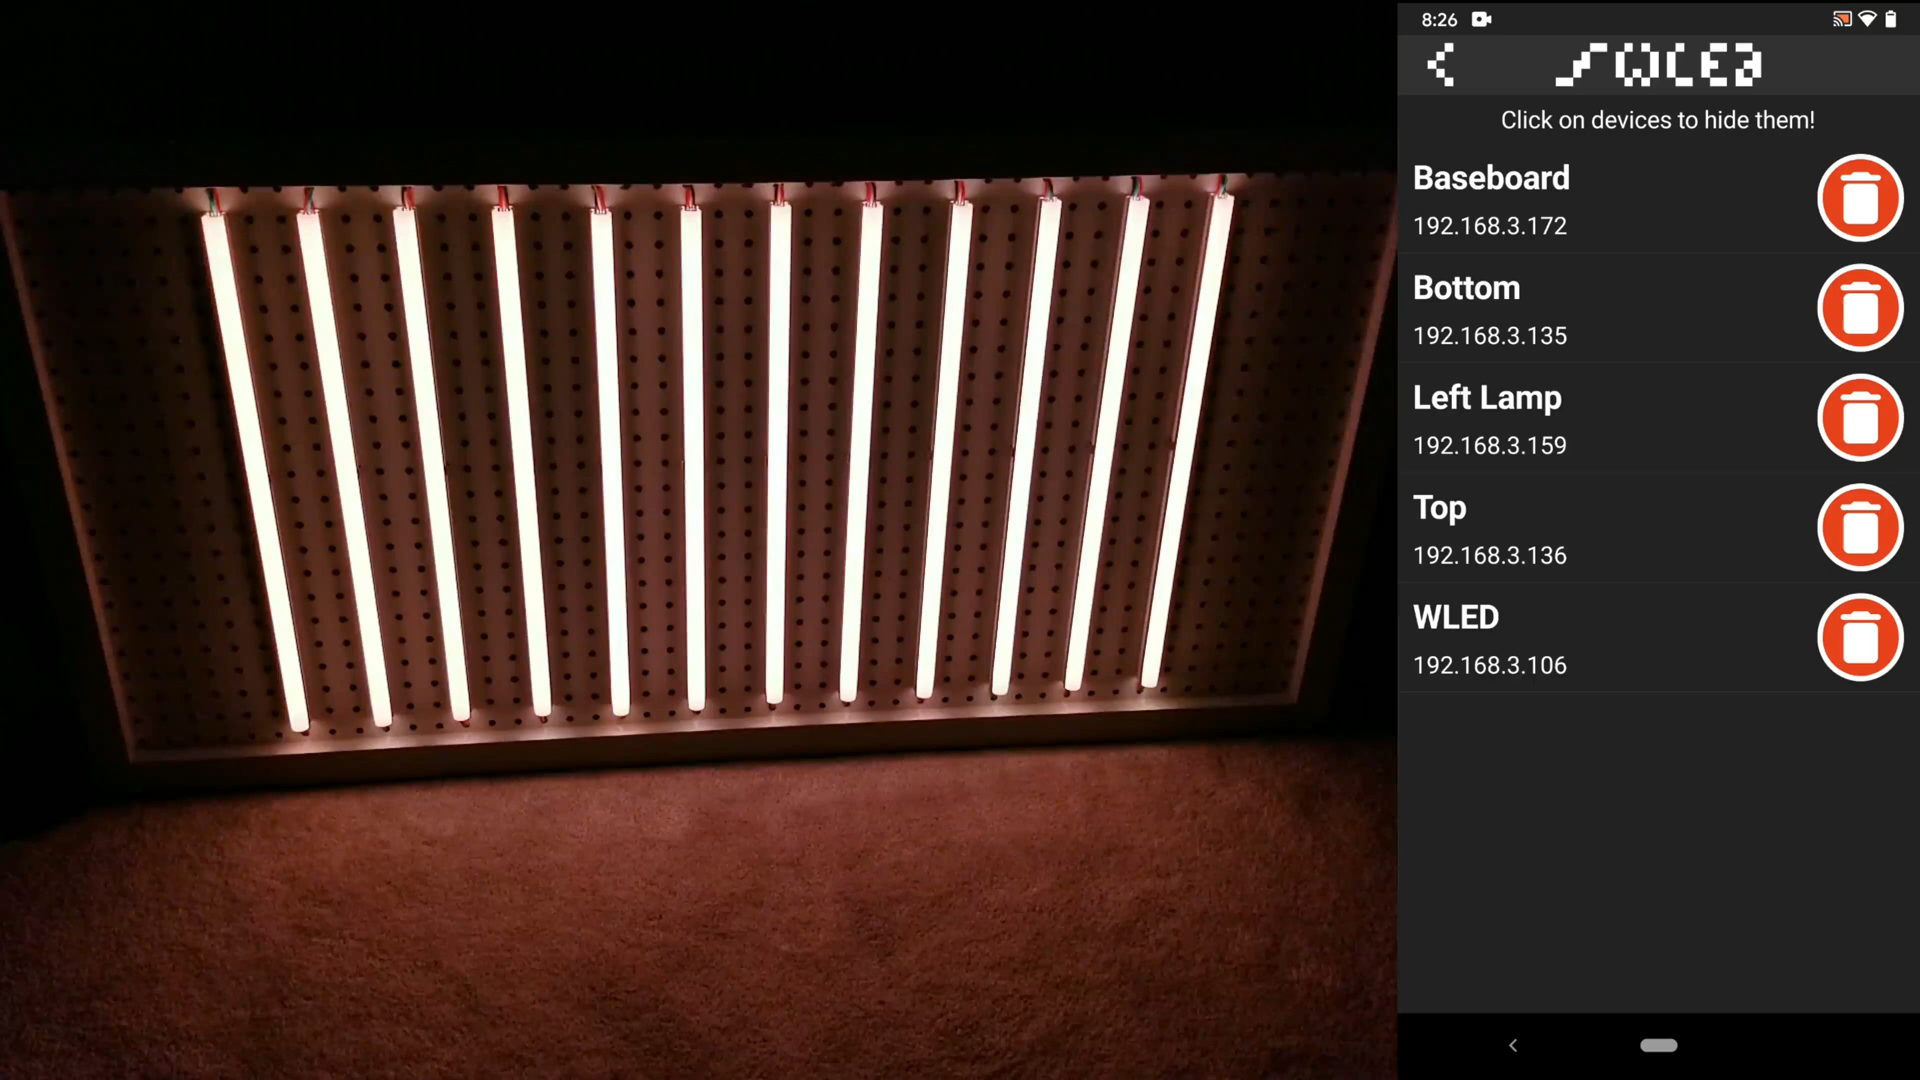 8:26
WLED
Click on devices to hide them!
Baseboard
192.168.3.172
Bottom
192.168.3.135
Left Lamp
192.168.3.159
Top
192.168.3.136
WLED
192.168.3.106